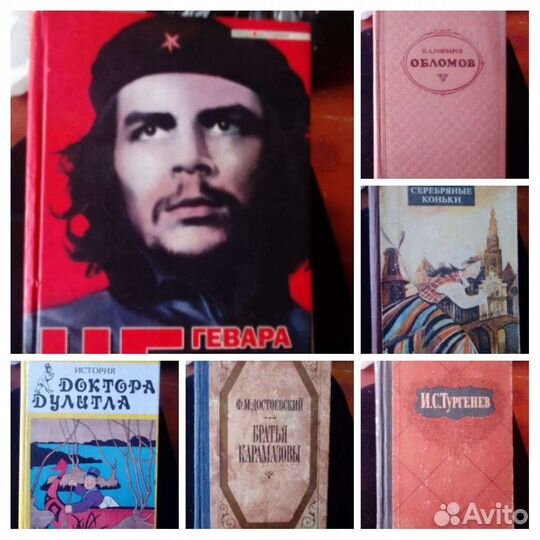 ЧЕ
ГЕВАРА
И.А.ГОНЧАРОВ
ОБЛОМОВ
СЕРЕБРЯНЫЕ
КОНЬКИ
ИСТОРИЯ
ДОКТОРА
ДУЛИТЛА
Ф.М.ДОСТОЕВСКИЙ
БРАТЬЯ
КАРАМАЗОВЫ
И.С.ТУРГЕНЕВ
Avito